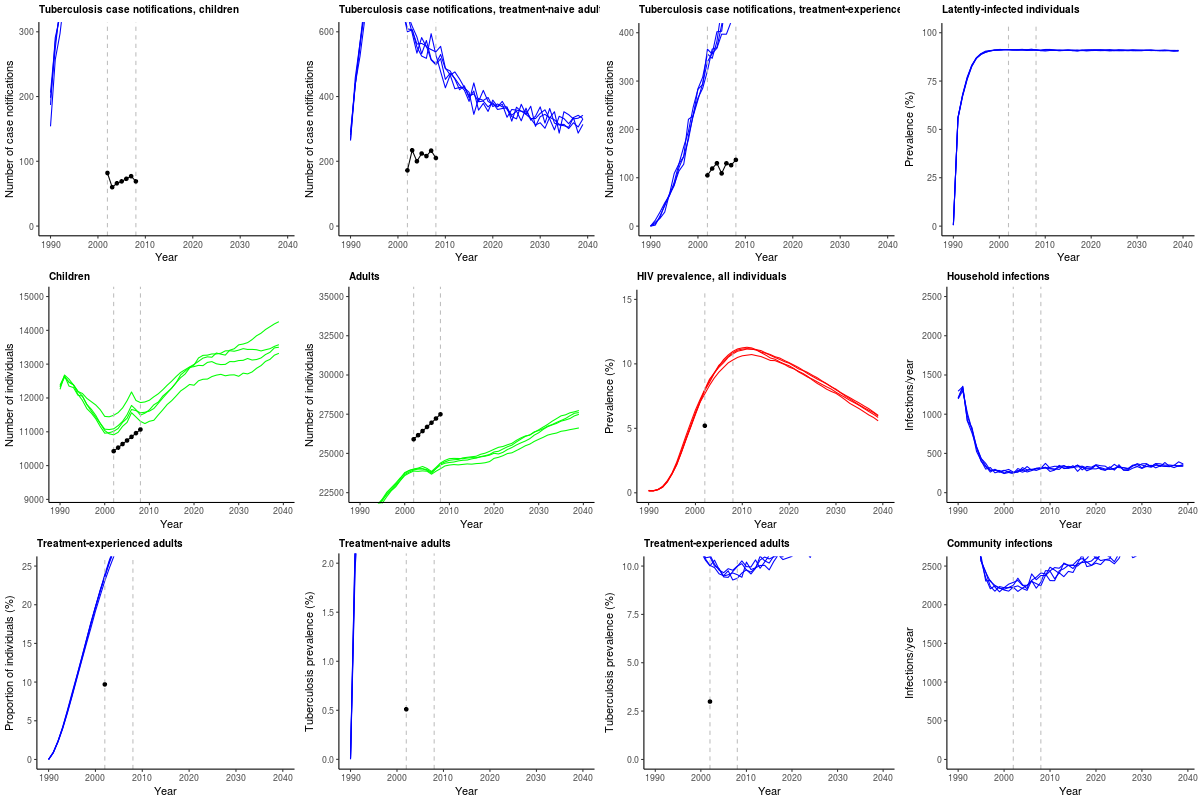 Tuberculosis case notifications, children
Number of case notifications
300
200
100
0
1990 2000 2010 2020 2030 2040
Year
Tuberculosis case notifications, treatment-naive adul
Number of case notifications
600
400
200
0
1990 2000 2010 2020 2030 2040
Year
Tuberculosis case notifications, treatment-experience
Number of case notifications
400
300
200
100
0
1990 2000 2010 2020 2030 2040
Year
Latently-infected individuals
Prevalence (%)
100
75
50
25
0
1990 2000 2010 2020 2030 2040
Year
Children
Number of individuals
15000
14000
13000
12000
11000
10000
9000
1990 2000 2010 2020 2030 2040
Year
Adults
Number of individuals
35000
32500
30000
27500
25000
22500
1990 2000 2010 2020 2030 2040
Year
HIV prevalence, all individuals
Prevalence (%)
15
10
5
0
1990 2000 2010 2020 2030 2040
Year
Household infections
Infections/year
2500
2000
1500
1000
500
0
1990 2000 2010 2020 2030 2040
Year
Treatment-experienced adults
Proportion of individuals (%)
25
20
15
10
5
0
1990 2000 2010 2020 2030 2040
Year
Treatment-naive adults
Tuberculosis prevalence (%)
2.0
1.5
1.0
0.5
0.0
1990 2000 2010 2020 2030 2040
Year
Treatment-experienced adults
Tuberculosis prevalence (%)
10.0
7.5
5.0
2.5
0.0
1990 2000 2010 2020 2030 2040
Year
Community infections
Infections/year
2500
2000
1500
1000
500
0
1990 2000 2010 2020 2030 2040
Year